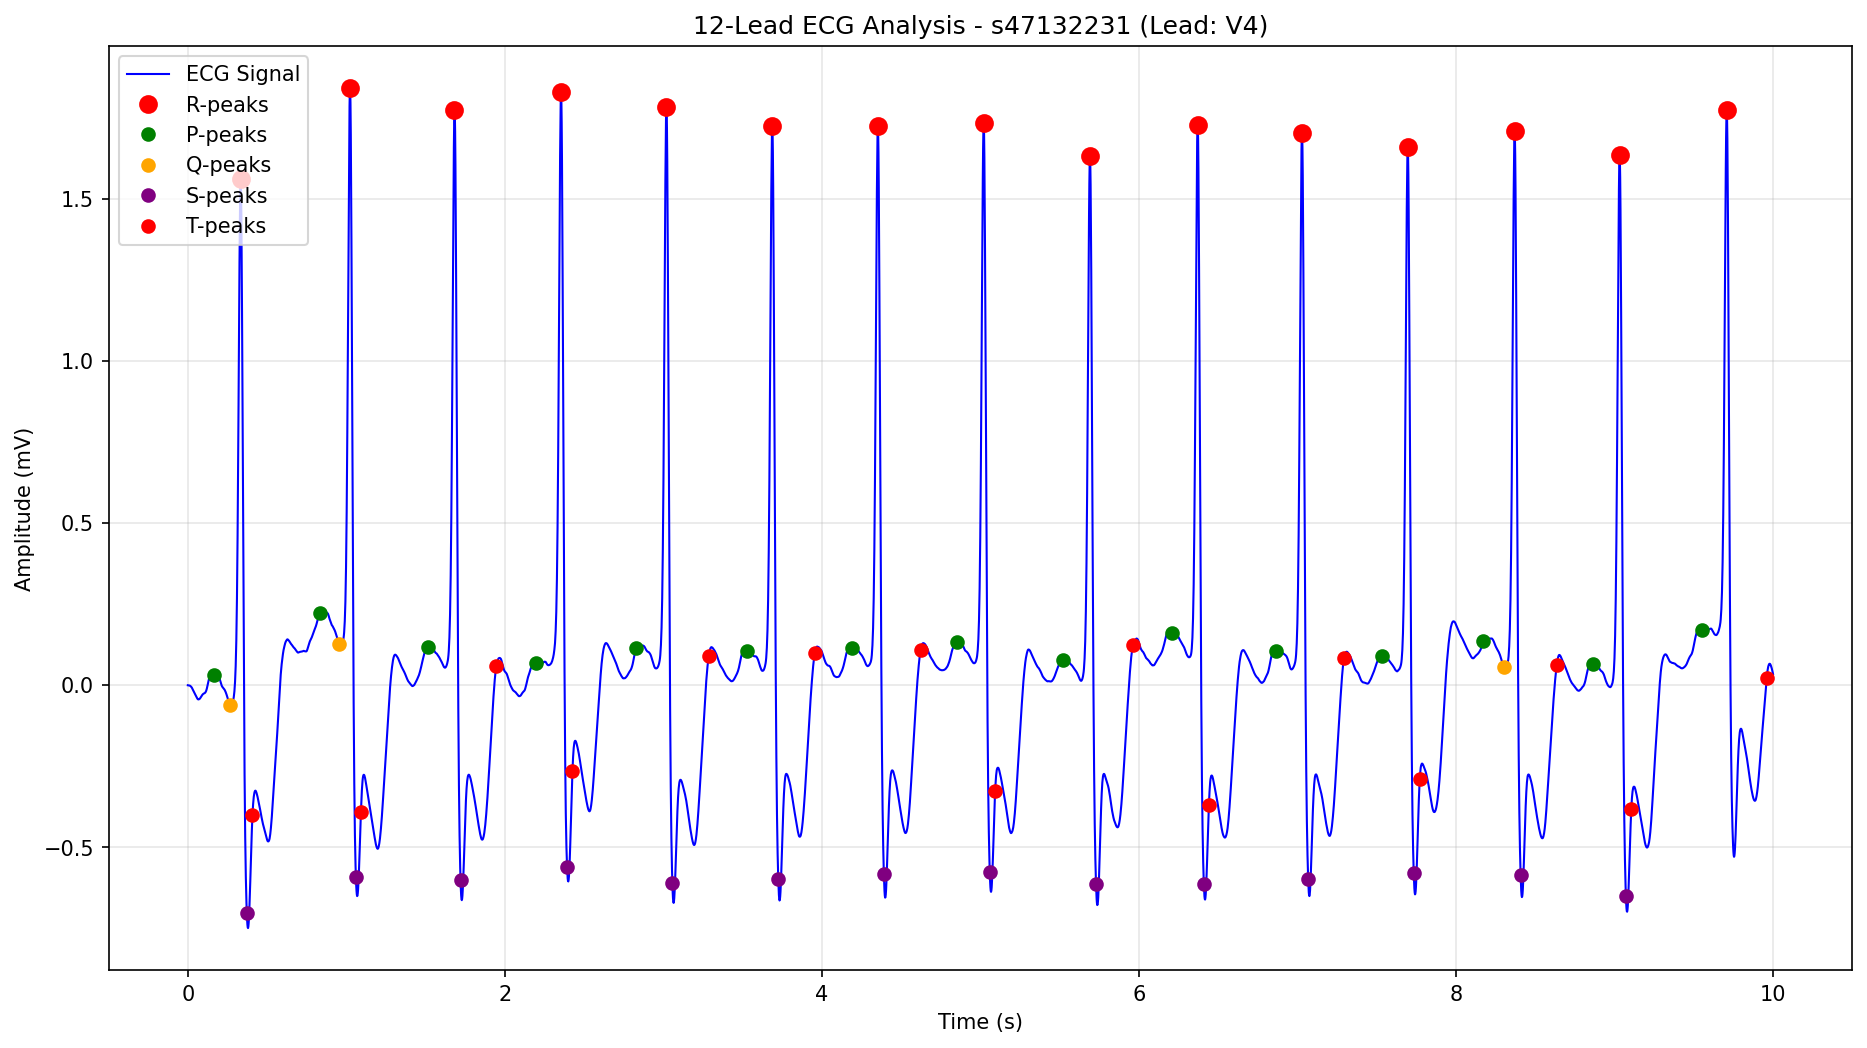 12-Lead ECG Analysis - s47132231 (Lead: V4)
ECG Signal
R-peaks
P-peaks
Q-peaks
S-peaks
T-peaks
1.5
1.0
0.5
0.0
−0.5
Amplitude (mV)
0 2 4 6 8 10
Time (s)